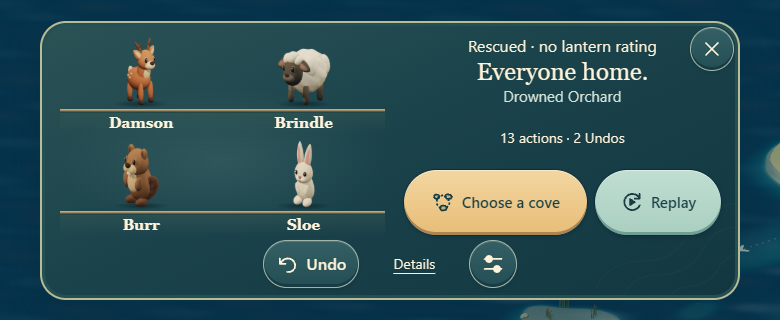 Rescued · no lantern rating
Everyone home.
Drowned Orchard
13 actions · 2 Undos
Damson
Brindle
Burr
Sloe
Choose a cove
Replay
Undo
Details